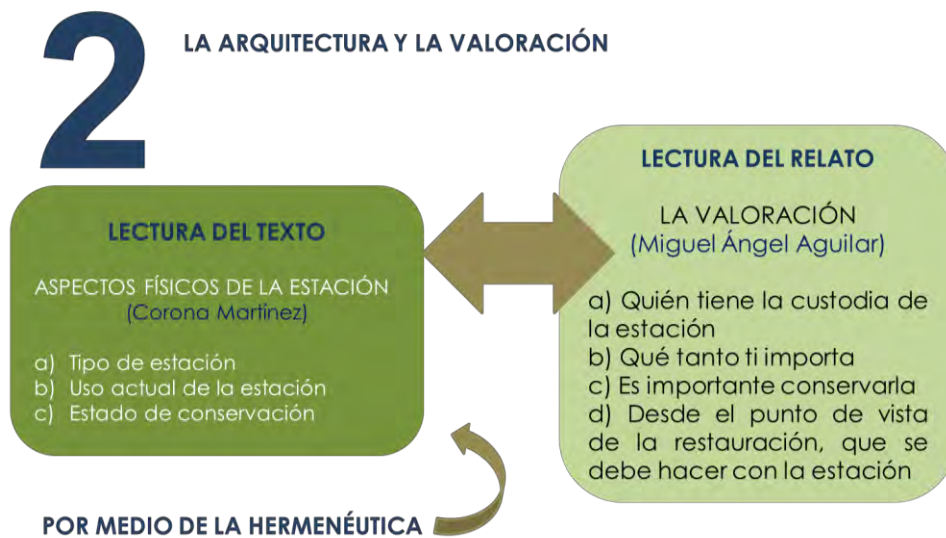 2
LA ARQUITECTURA Y LA VALORACIÓN
LECTURA DEL TEXTO
ASPECTOS FÍSICOS DE LA ESTACIÓN
(Corona Martínez)
a) Tipo de estación
b) Uso actual de la estación
c) Estado de conservación
LECTURA DEL RELATO
LA VALORACIÓN
(Miguel Ángel Aguilar)
a) Quién tiene la custodia de
la estación
b) Qué tanto ti importa
c) Es importante conservarla
d) Desde el punto de vista
de la restauración, que se
debe hacer con la estación
POR MEDIO DE LA HERMENÉUTICA